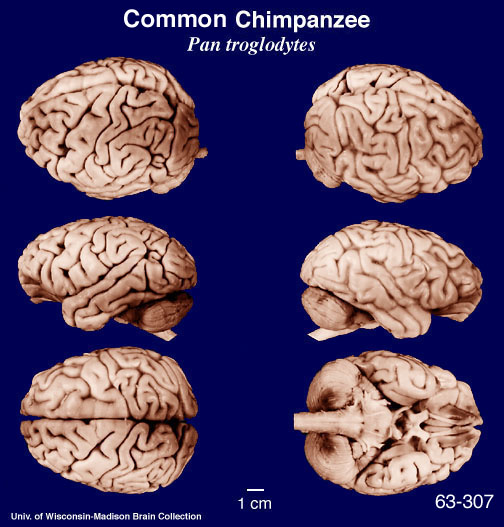 Common Chimpanzee
Pan troglodytes
1 cm
63-307
Univ. of Wisconsin-Madison Brain Collection